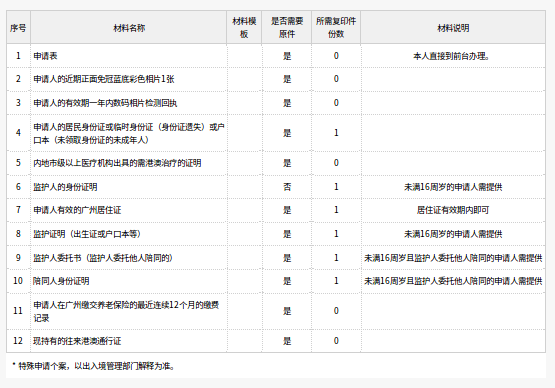 序号 材料名称 材料模板 是否需要原件 所需复印件份数 材料说明
1 申请表 是 0 本人直接到前台办理。
2 申请人的近期正面免冠蓝底彩色相片1张 是 0
3 申请人的有效期一年内数码相片检测回执 是 0
4 申请人的居民身份证或临时身份证（身份证遗失）或户 是 1
口本（未领取身份证的未成年人）
5 内地市级以上医疗机构出具的需港澳治疗的证明 是 0
6 监护人的身份证明 否 1 未满16周岁的申请人需提供
7 申请人有效的广州居住证 是 1 居住证有效期内即可
8 监护证明（出生证或户口本等） 是 1 未满16周岁的申请人需提供
9 监护人委托书（监护人委托他人陪同的） 是 1 未满16周岁且监护人委托他人陪同的申请人需提供
10 陪同人身份证明 是 1 未满16周岁且监护人委托他人陪同的申请人需提供
11 申请人在广州缴交养老保险的最近连续12个月的缴费 是 0
记录
12 现持有的往来港澳通行证 是 0
* 特殊申请个案，以出入境管理部门解释为准。